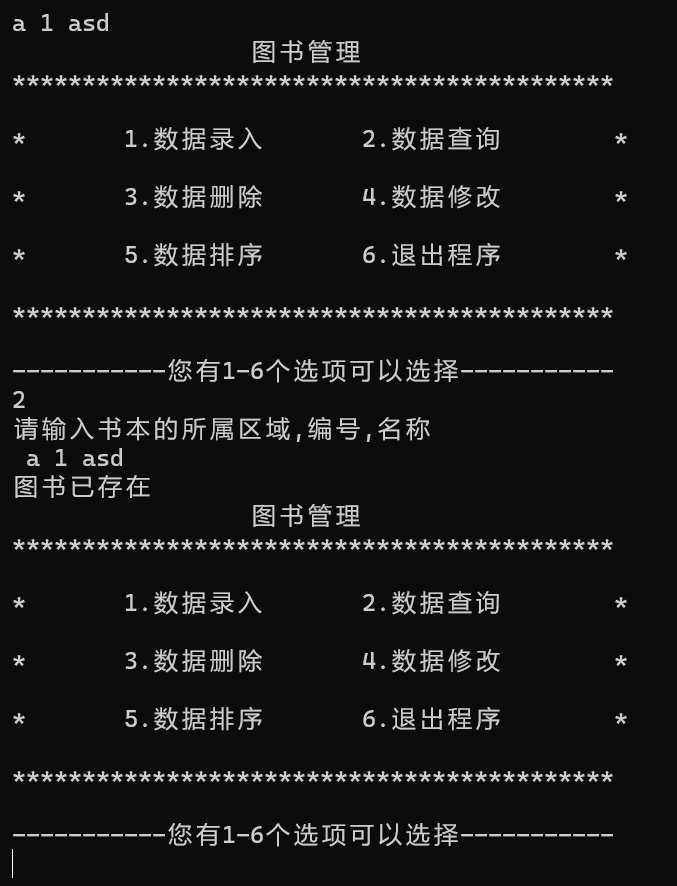 a 1 asd
图书管理
*******************************************
* 1.数据录入 2.数据查询 *
* 3.数据删除 4.数据修改 *
* 5.数据排序 6.退出程序 *
*******************************************
-----------您有1-6个选项可以选择-----------
2
请输入书本的所属区域,编号,名称
a 1 asd
图书已存在
图书管理
*******************************************
* 1.数据录入 2.数据查询 *
* 3.数据删除 4.数据修改 *
* 5.数据排序 6.退出程序 *
*******************************************
-----------您有1-6个选项可以选择-----------